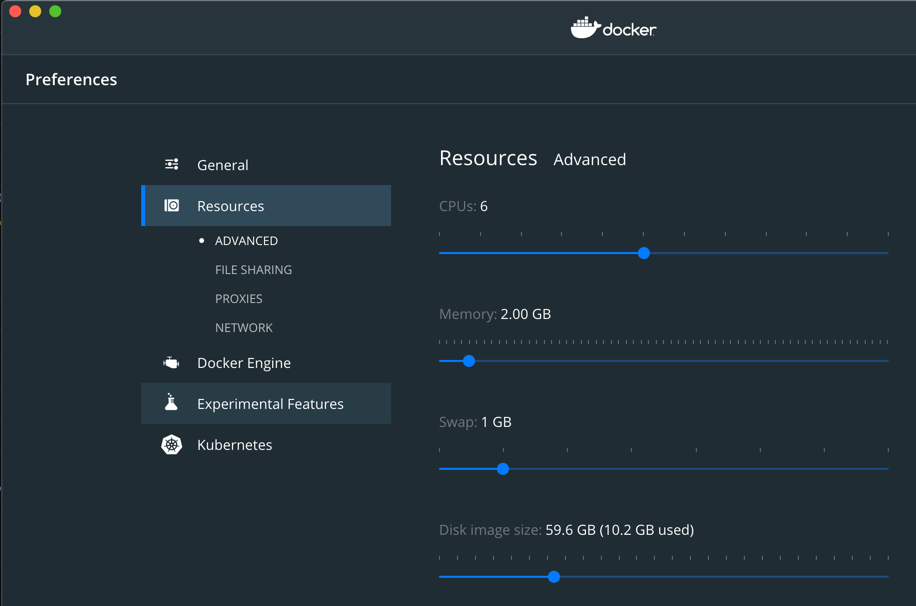 docker
Preferences
General
Resources
ADVANCED
FILE SHARING
PROXIES
NETWORK
Docker Engine
Experimental Features
Kubernetes
Resources Advanced
CPUs: 6
Memory: 2.00 GB
Swap: 1 GB
Disk image size: 59.6 GB (10.2 GB used)